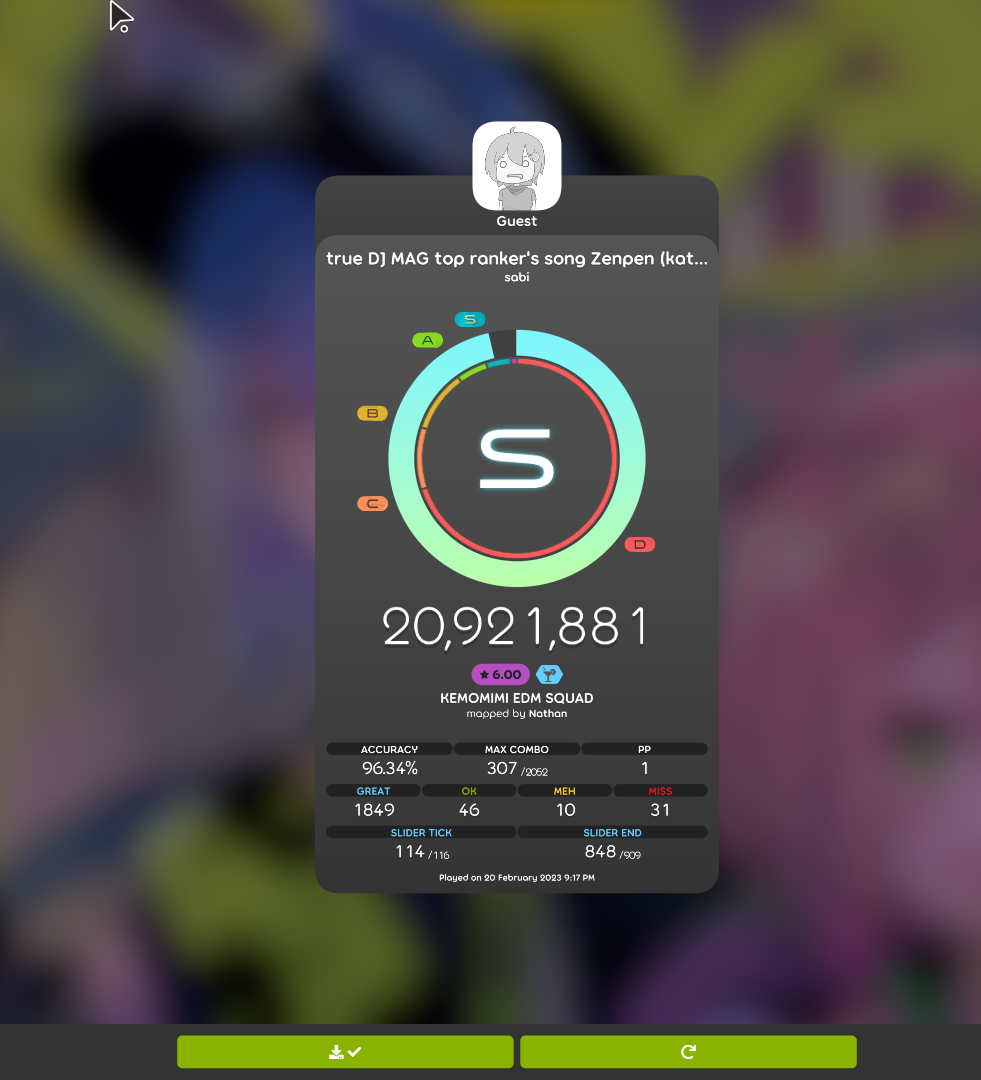 Guest
true DJ MAG top ranker's song Zenpen (kat...
sabi
S
A
B
C
D
S
20,921,881
★ 6.00
KEMOMIMI EDM SQUAD
mapped by Nathan
ACCURACY MAX COMBO PP
96.34% 307 /2052 1
GREAT OK MEH MISS
1849 46 10 31
SLIDER TICK SLIDER END
114 /116 848 /909
Played on 20 February 2023 9:17 PM